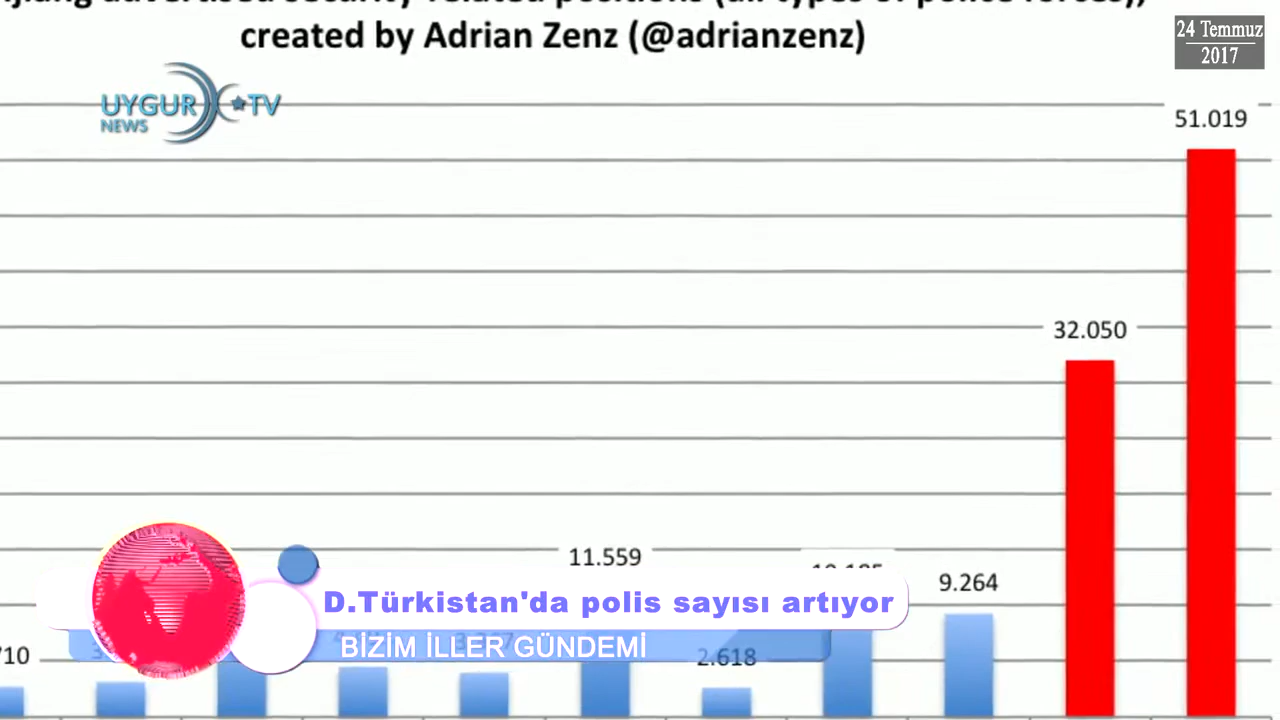 created by Adrian Zenz (@adrianzenz)
24 Temmuz
2017
UYGUR TV
NEWS
51.019
32.050
11.559
9.264
D.Türkistan'da polis sayısı artıyor
BİZİM İLLER GÜNDEMİ
2.618